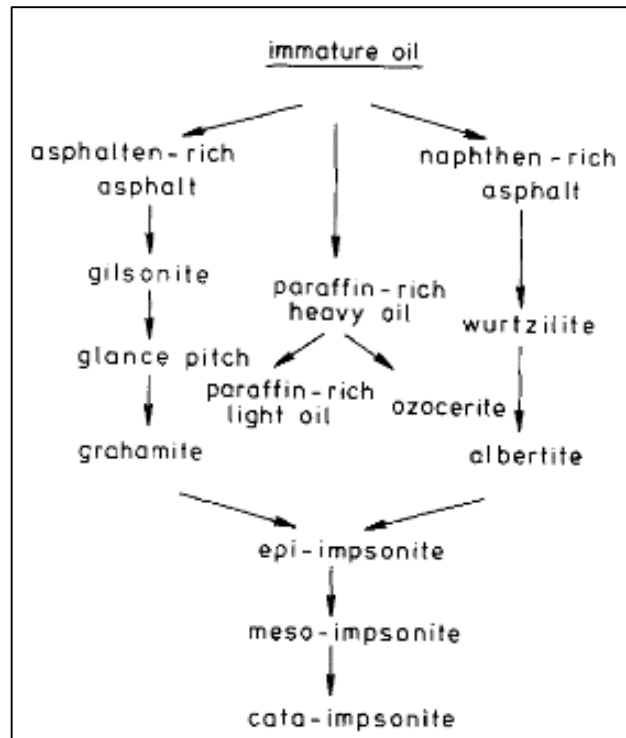 immature oil
asphalten-rich
asphalt
naphthen-rich
asphalt
gilsonite
paraffin-rich
heavy oil
wurtzilite
glance pitch
paraffin-rich
light oil
ozocerite
grahamite
albertite
epi-impsonite
meso-impsonite
cata-impsonite